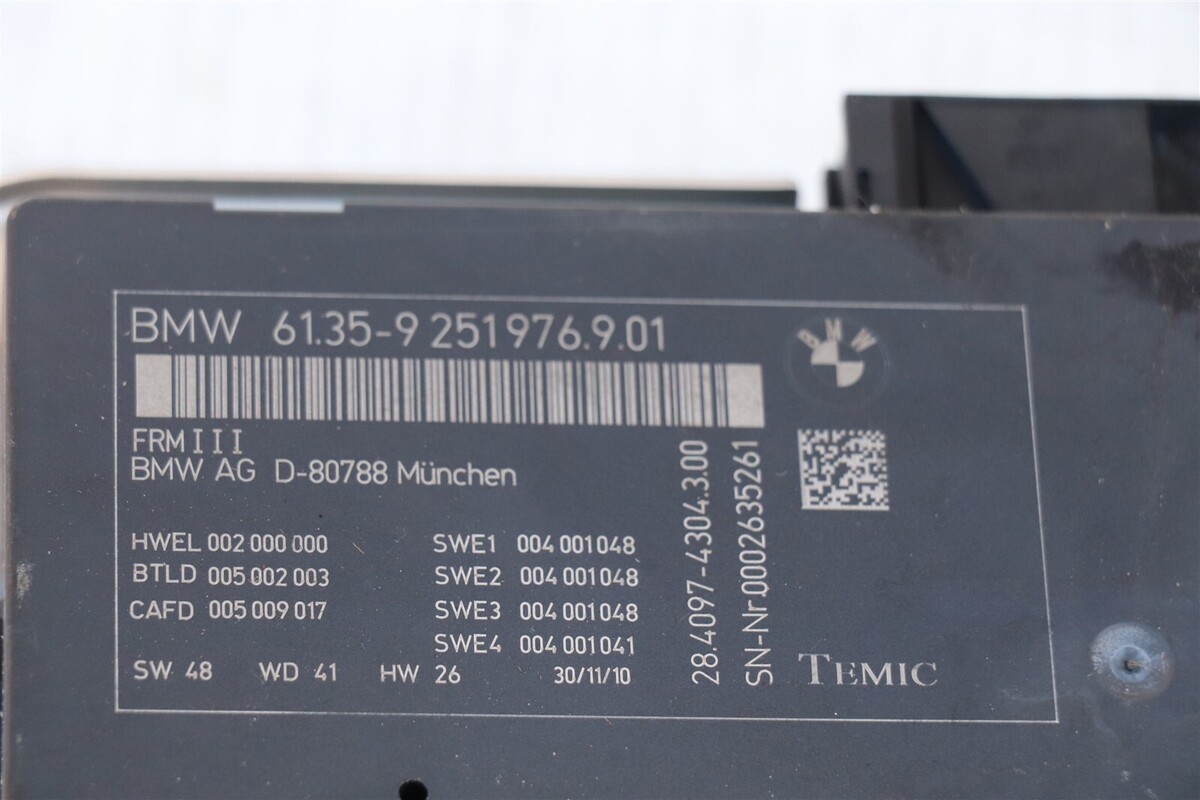 BMW 61.35-9 251976.9.01
BMW
FRM III
BMW AG D-80788 München
HWEL 002 000 000
BTLD 005 002 003
CAFD 005 009 017
SWE1 004 001048
SWE2 004 001048
SWE3 004 001048
SWE4 004 001041
SW 48 WD 41 HW 26 30/11/10
28.4097-4304.3.00
SN-Nr.0002635261
TEMIC